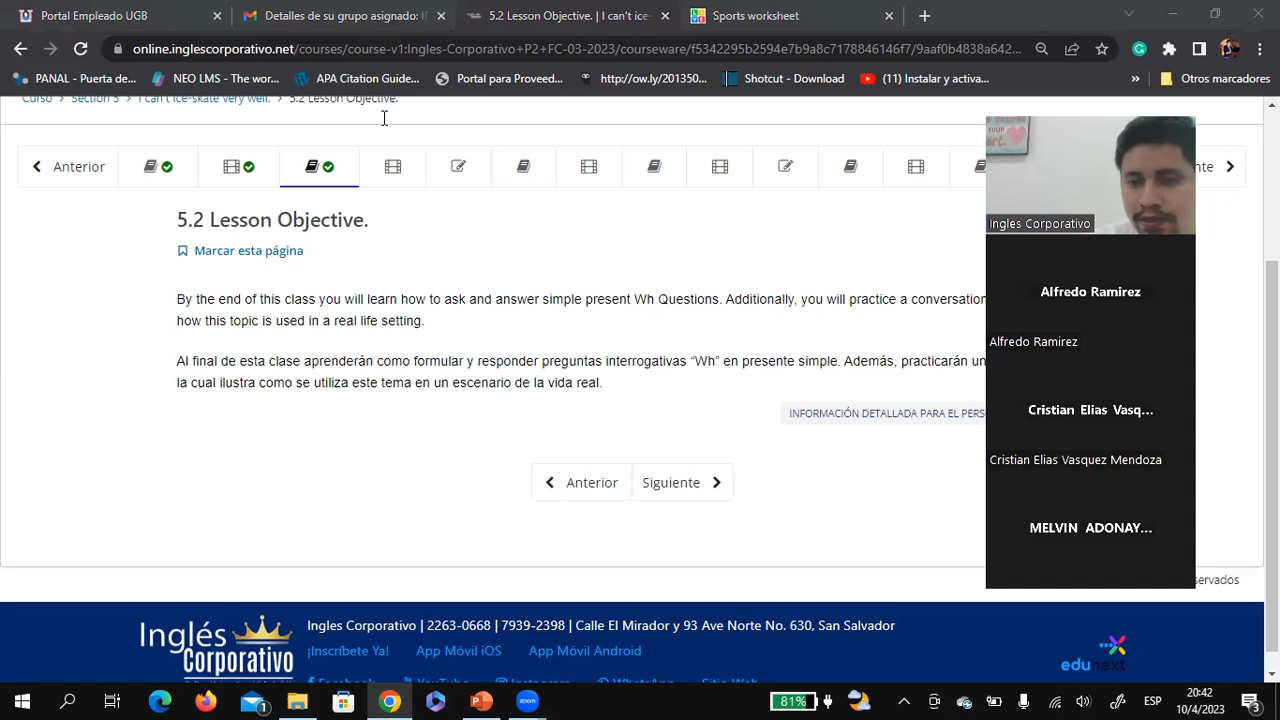 Portal Empleado UGB
Detalles de su grupo asignado: I
5.2 Lesson Objective. | I can't ice-
Sports worksheet
online.inglescorporativo.net/courses/course-v1:Ingles-Corporativo+P2+FC-03-2023/courseware/f5342295b2594e7b9a8c7178846146f7/9aaf0b4838a642...
PANAL - Puerta de...
NEO LMS - The wor...
APA Citation Guide...
Portal para Proveed...
http://ow.ly/201350...
Shotcut - Download
(11) Instalar y activa...
»
Otros marcadores
Curso > Section 5 > I can't ice-skate very well. > 5.2 Lesson Objective.
Anterior
nte
5.2 Lesson Objective.
Marcar esta página
By the end of this class you will learn how to ask and answer simple present Wh Questions. Additionally, you will practice a conversation
how this topic is used in a real life setting.
Al final de esta clase aprenderán como formular y responder preguntas interrogativas “Wh” en presente simple. Además, practicarán un
la cual ilustra como se utiliza este tema en un escenario de la vida real.
INFORMACIÓN DETALLADA PARA EL PERS
Anterior
Siguiente
Ingles Corporativo
Alfredo Ramirez
Alfredo Ramirez
Cristian Elias Vasq...
Cristian Elias Vasquez Mendoza
MELVIN ADONAY...
servados
Inglés
Corporativo
Ingles Corporativo | 2263-0668 | 7939-2398 | Calle El Mirador y 93 Ave Norte No. 630, San Salvador
¡Inscríbete Ya!
App Móvil iOS
App Móvil Android
Facebook
YouTube
Instagram
WhatsApp
Sitio Web
edunext
1
zoom
81%
ESP
20:42
10/4/2023
3